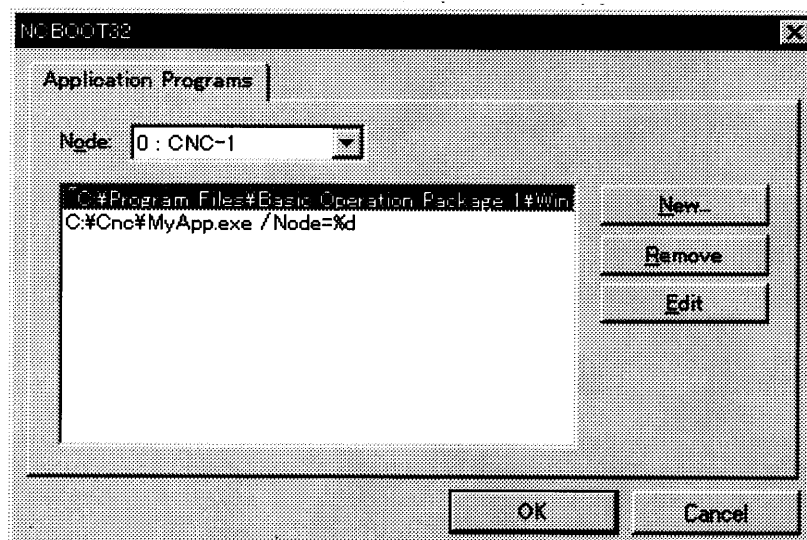 NCBOOT32
Application Programs
Node: 0 : CNC-1
"C:¥Program Files¥Basic Operation Package 1¥Win
C:¥Cnc¥MyApp.exe /Node=%d
New...
Remove
Edit
OK
Cancel